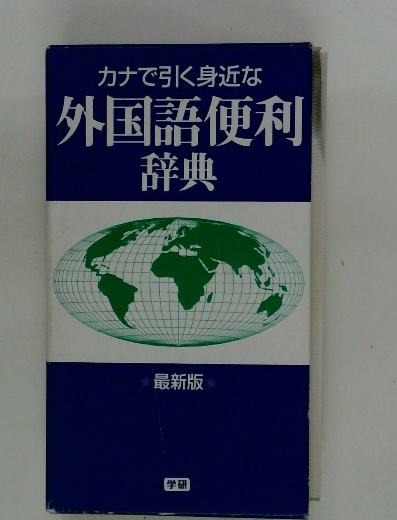 カナで引く身近な
外国語便利
辞典
★最新版★
学研